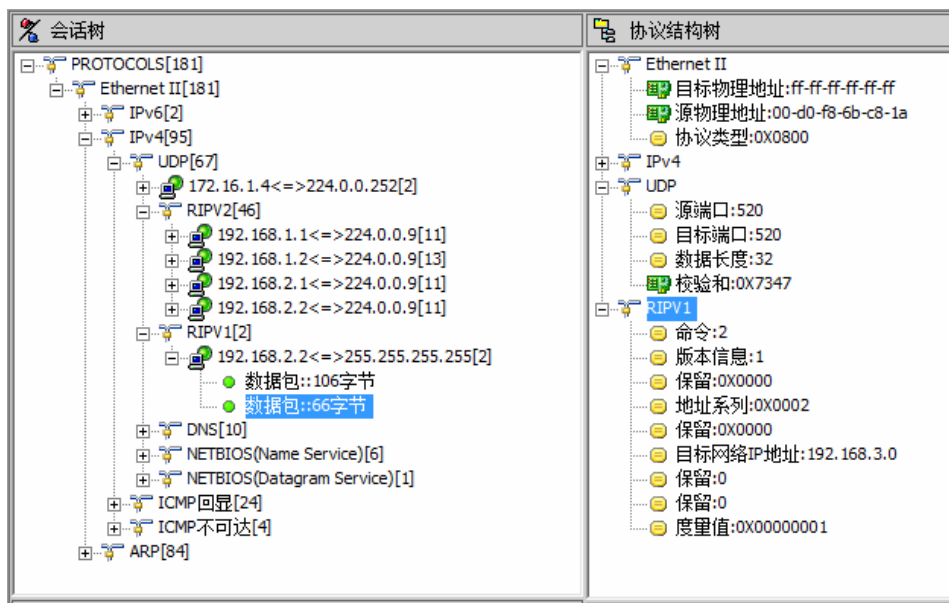 会话树
PROTOCOLS[181]
Ethernet II[181]
IPv6[2]
IPv4[95]
UDP[67]
172.16.1.4<=>224.0.0.252[2]
RIPV2[46]
192.168.1.1<=>224.0.0.9[11]
192.168.1.2<=>224.0.0.9[13]
192.168.2.1<=>224.0.0.9[11]
192.168.2.2<=>224.0.0.9[11]
RIPV1[2]
192.168.2.2<=>255.255.255.255[2]
数据包::106字节
数据包::66字节
DNS[10]
NETBIOS(Name Service)[6]
NETBIOS(Datagram Service)[1]
ICMP回显[24]
ICMP不可达[4]
ARP[84]
协议结构树
Ethernet II
目标物理地址:ff-ff-ff-ff-ff-ff
源物理地址:00-d0-f8-6b-c8-1a
协议类型:0X0800
IPv4
UDP
源端口:520
目标端口:520
数据长度:32
校验和:0X7347
RIPV1
命令:2
版本信息:1
保留:0X0000
地址系列:0X0002
保留:0X0000
目标网络IP地址:192.168.3.0
保留:0
保留:0
度量值:0X00000001